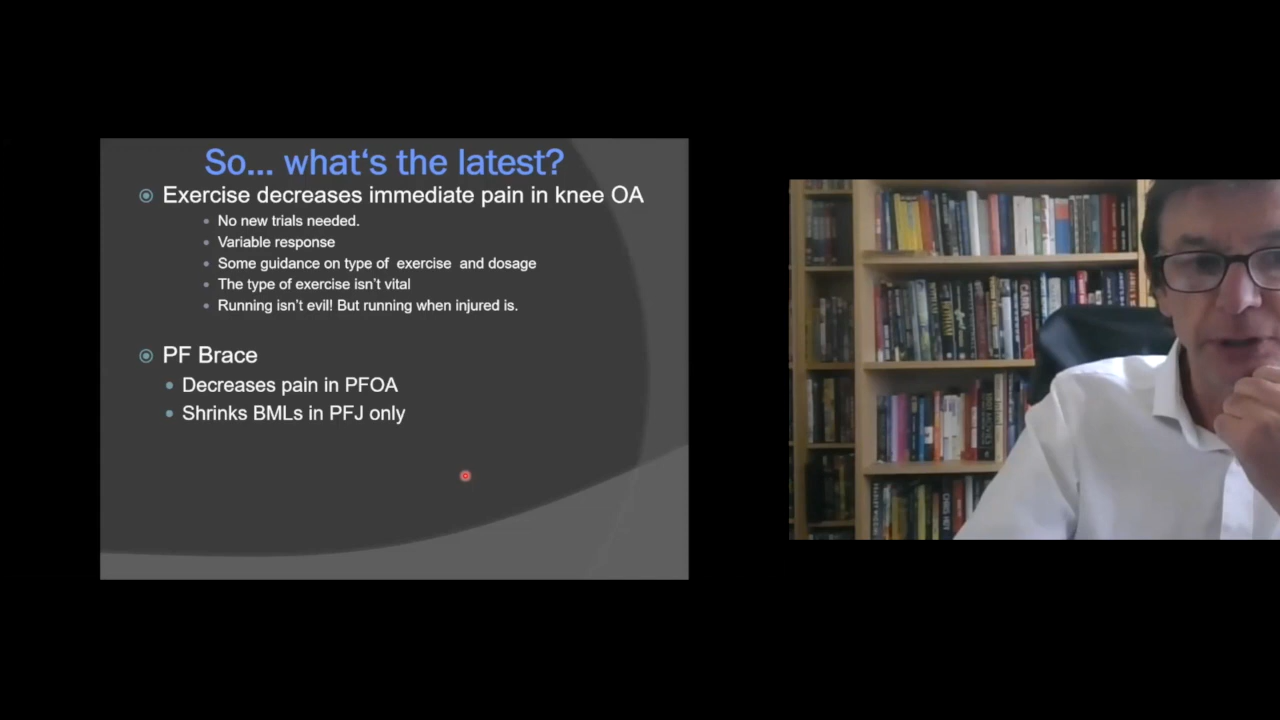 So... what's the latest?
Exercise decreases immediate pain in knee OA
No new trials needed.
Variable response
Some guidance on type of  exercise  and dosage
The type of exercise isn't vital
Running isn't evil! But running when injured is.
PF Brace
Decreases pain in PFOA
Shrinks BMLs in PFJ only
CABRA